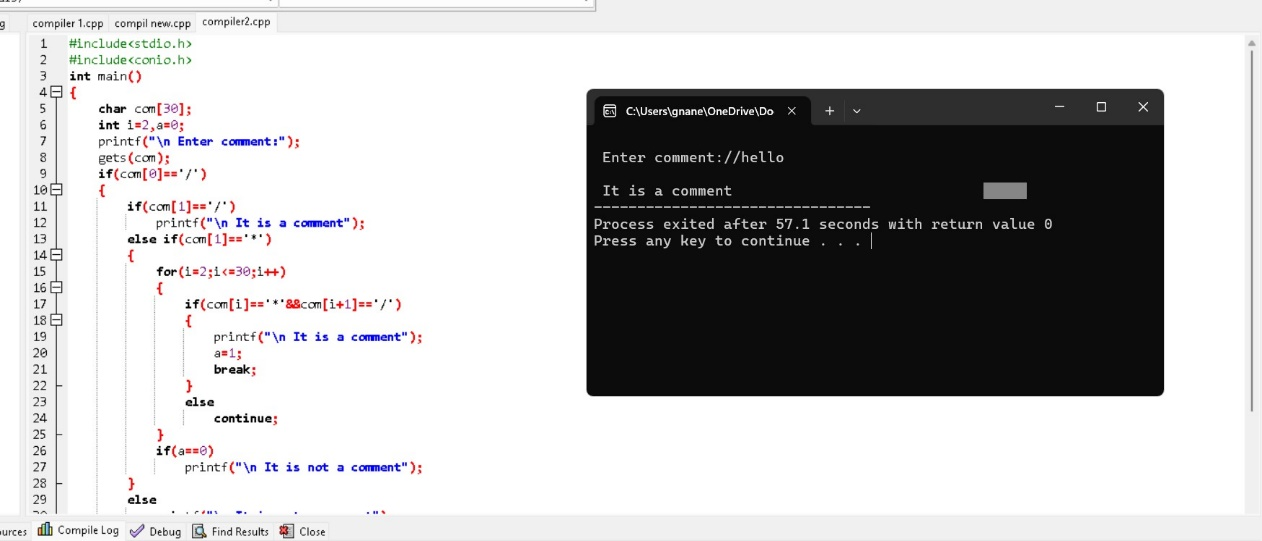 compiler 1.cpp compil new.cpp compiler2.cpp
1 #include<stdio.h>
2 #include<conio.h>
3 int main()
4 {
5 char com[30];
6 int i=2,a=0;
7 printf("\n Enter comment:");
8 gets(com);
9 if(com[0]=='/')
10 {
11 if(com[1]=='/')
12 printf("\n It is a comment");
13 else if(com[1]=='*')
14 {
15 for(i=2;i<=30;i++)
16 {
17 if(com[i]=='*'&&com[i+1]=='/')
18 {
19 printf("\n It is a comment");
20 a=1;
21 break;
22 }
23 else
24 continue;
25 }
26 if(a==0)
27 printf("\n It is not a comment");
28 }
29 else
C:\Users\gnane\OneDrive\Do
Enter comment://hello
It is a comment
--------------------------------
Process exited after 57.1 seconds with return value 0
Press any key to continue . . .
ources Compile Log Debug Find Results Close